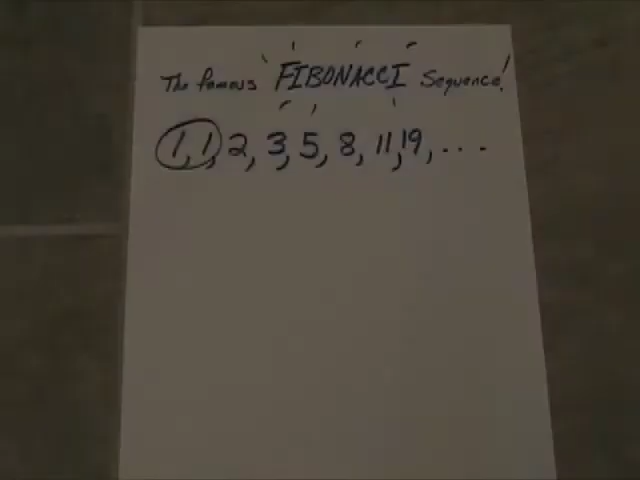 The famous FIBONACCI Sequence!
1, 1, 2, 3, 5, 8, 11, 19, ...